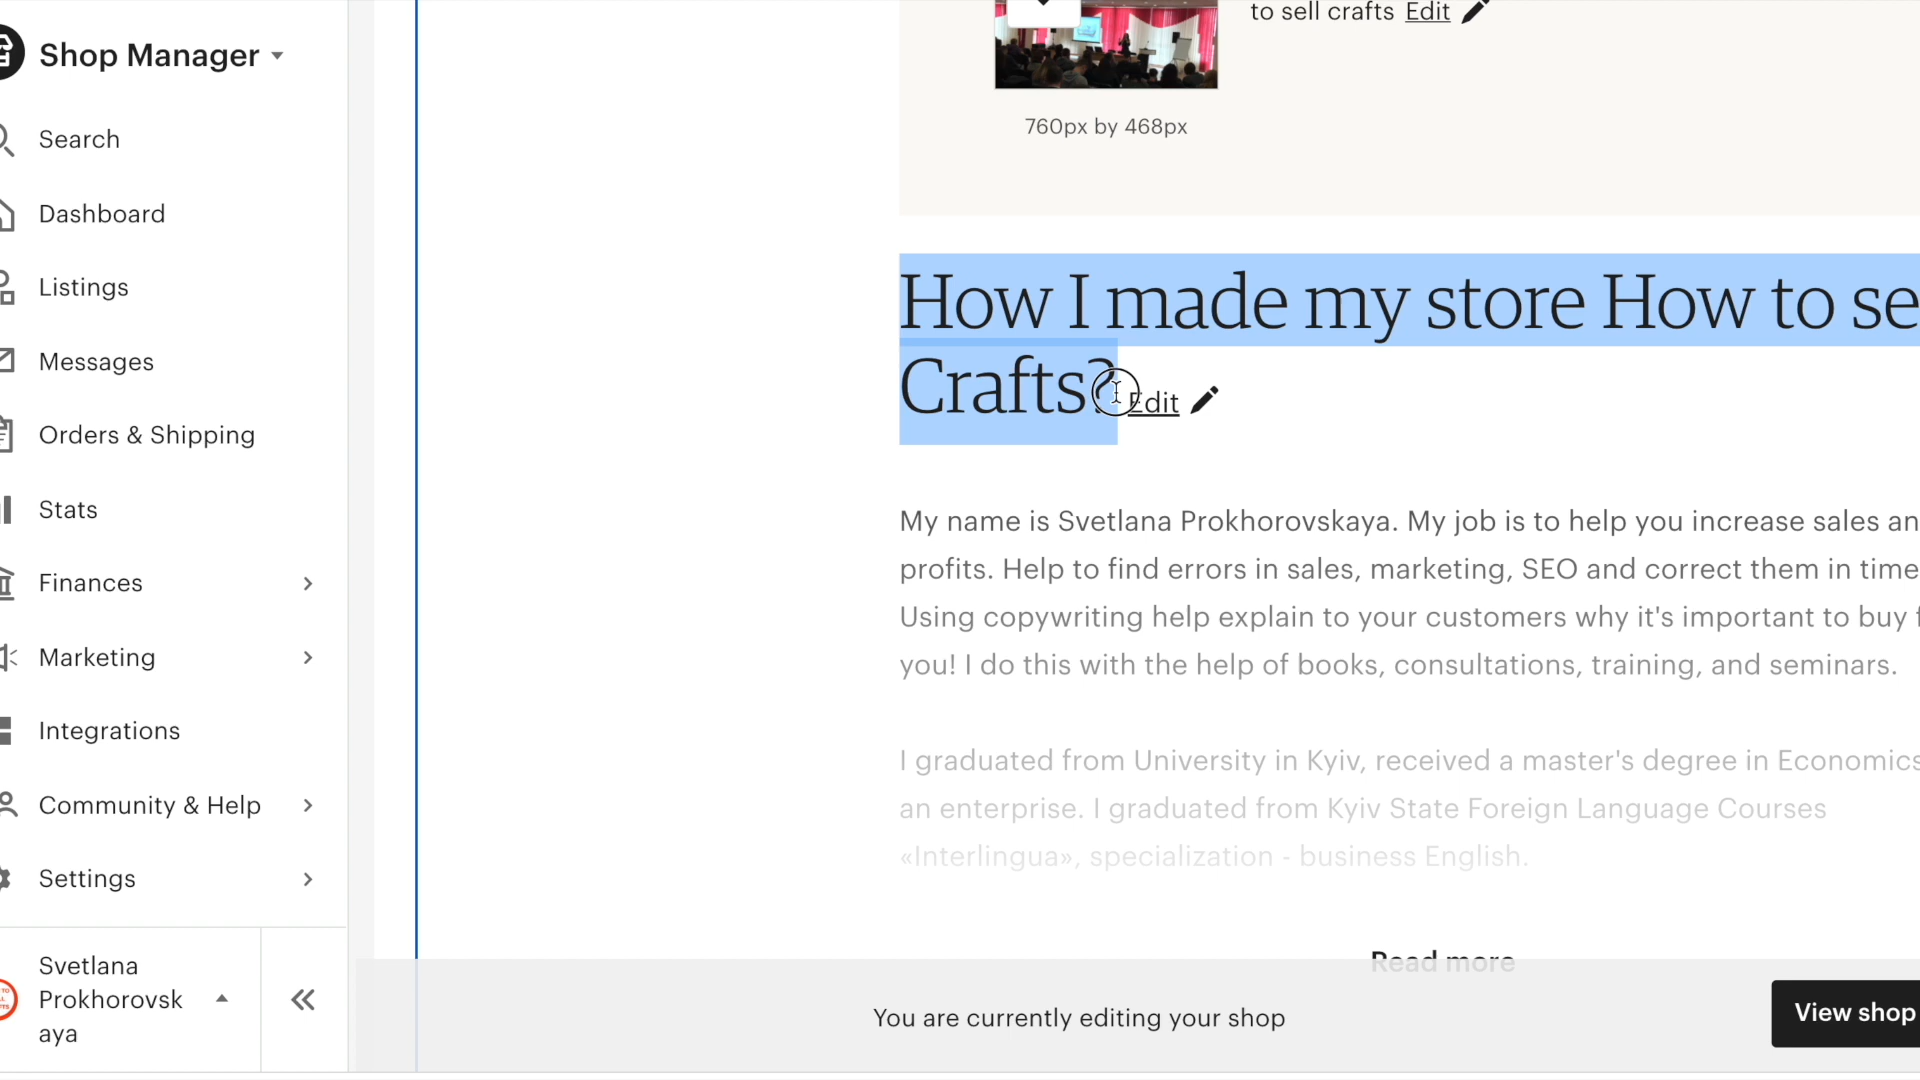 Shop Manager
Search
Dashboard
Listings
Messages
Orders & Shipping
Stats
Finances
Marketing
Integrations
Community & Help
Settings
Svetlana
Prokhorovsk
aya
to sell crafts Edit
760px by 468px
How I made my store How to se
Crafts? Edit
My name is Svetlana Prokhorovskaya. My job is to help you increase sales an
profits. Help to find errors in sales, marketing, SEO and correct them in time
Using copywriting help explain to your customers why it's important to buy f
you! I do this with the help of books, consultations, training, and seminars.
I graduated from University in Kyiv, received a master's degree in Economics
an enterprise. I graduated from Kyiv State Foreign Language Courses
«Interlingua», specialization - business English.
Read more
You are currently editing your shop
View shop